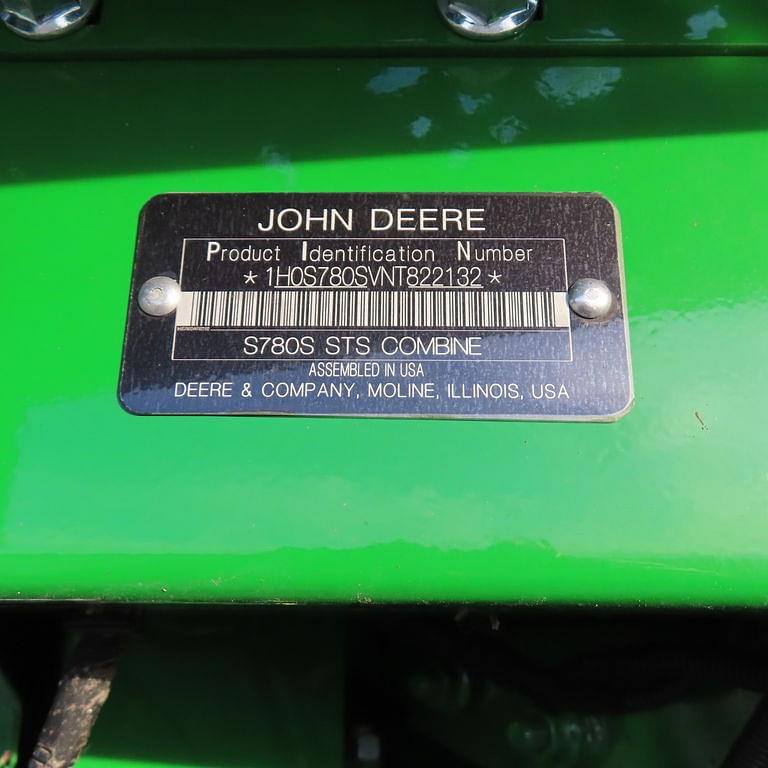 JOHN DEERE
Product Identification Number
* 1H0S780SVNT822132 *
S780S STS COMBINE
ASSEMBLED IN USA
DEERE & COMPANY, MOLINE, ILLINOIS, USA